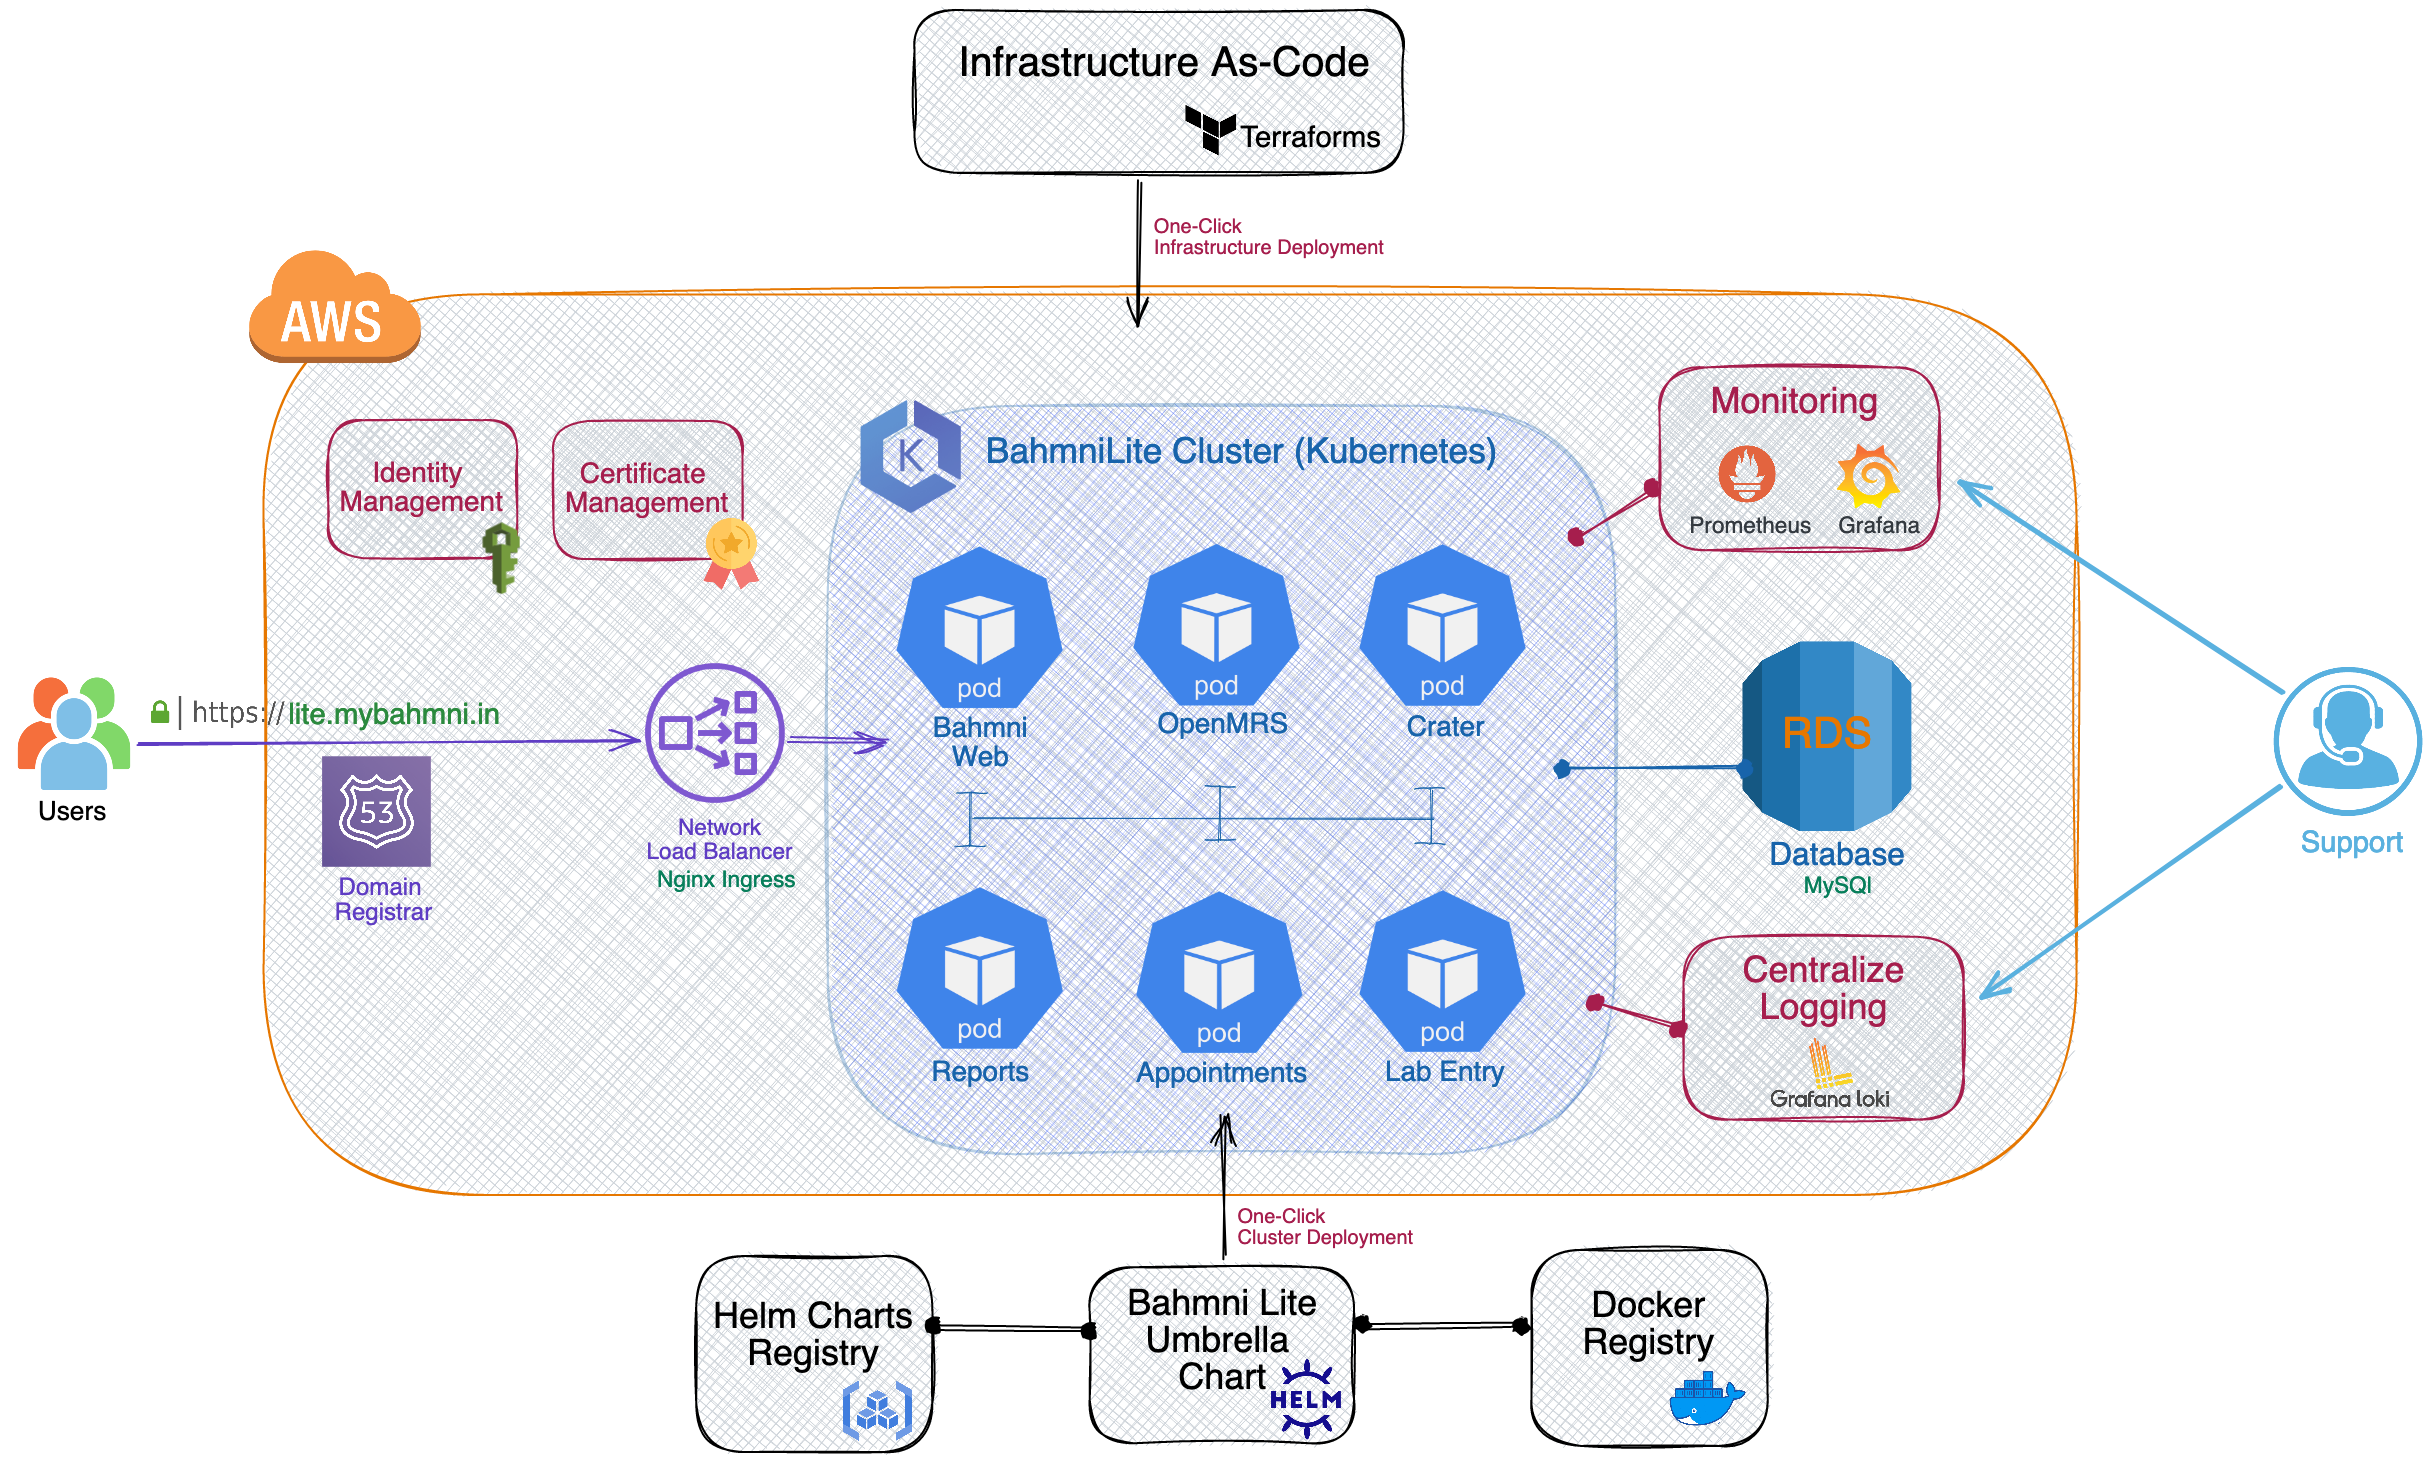 Infrastructure As-Code
Terraforms
One-Click
Infrastructure Deployment
AWS
Identity
Management
Certificate
Management
K
BahmniLite Cluster (Kubernetes)
Monitoring
Prometheus
Grafana
pod
Bahmni
Web
pod
OpenMRS
pod
Crater
https://lite.mybahmni.in
Users
53
Domain
Registrar
Network
Load Balancer
Nginx Ingress
RDS
Database
MySQl
Support
pod
Reports
pod
Appointments
pod
Lab Entry
Centralize
Logging
Grafana loki
One-Click
Cluster Deployment
Helm Charts
Registry
Bahmni Lite
Umbrella
Chart
HELM
Docker
Registry